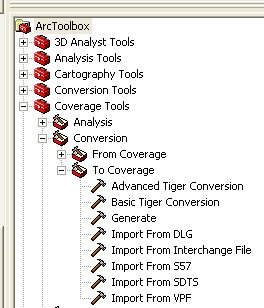 ArcToolbox
3D Analyst Tools
Analysis Tools
Cartography Tools
Conversion Tools
Coverage Tools
Analysis
Conversion
From Coverage
To Coverage
Advanced Tiger Conversion
Basic Tiger Conversion
Generate
Import From DLG
Import From Interchange File
Import From S57
Import From SDTS
Import From VPF